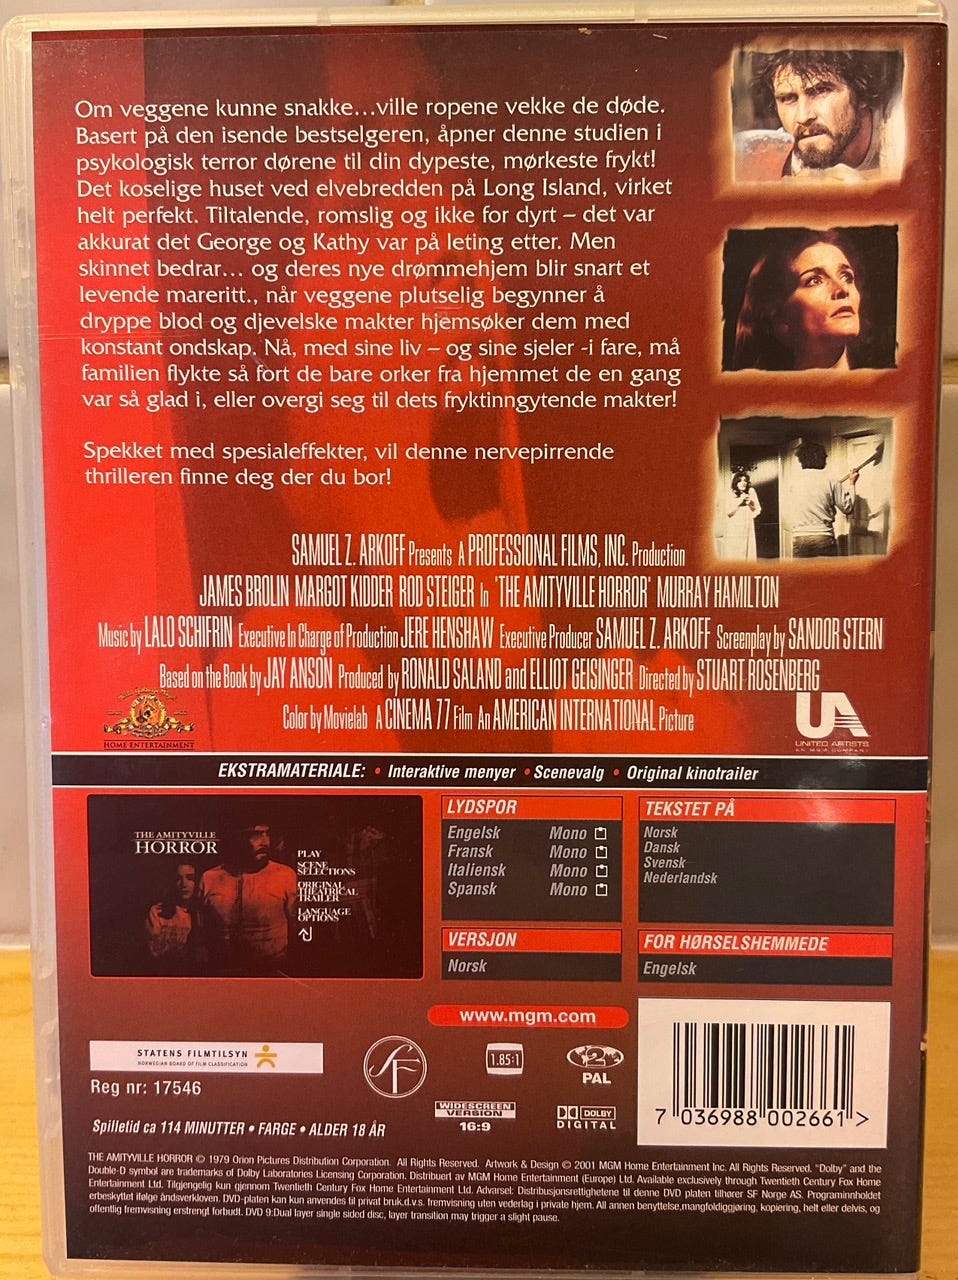 Om veggene kunne snakke...ville ropene vekke de døde.
Basert på den isende bestselgeren, åpner denne studien i
psykologisk terror dørene til din dypeste, mørkeste frykt!
Det koselige huset ved elvebredden på Long Island, virket
helt perfekt. Tiltalende, romslig og ikke for dyrt – det var
akkurat det George og Kathy var på leting etter. Men
skinnet bedrar... og deres nye drømmehjem blir snart et
levende mareritt., når veggene plutselig begynner å
dryppe blod og djevelske makter hjemsøker dem med
konstant ondskap. Nå, med sine liv – og sine sjeler -i fare, må
familien flykte så fort de bare orker fra hjemmet de en gang
var så glad i, eller overgi seg til dets fryktinngytende makter!
Spekket med spesialeffekter, vil denne nervepirrende
thrilleren finne deg der du bor!
SAMUEL Z. ARKOFF Presents A PROFESSIONAL FILMS, INC. Production
JAMES BROLIN MARGOT KIDDER ROD STEIGER In 'THE AMITYVILLE HORROR' MURRAY HAMILTON
Music by LALO SCHIFRIN Executive In Charge of Production JERE HENSHAW Executive Producer SAMUEL Z. ARKOFF Screenplay by SANDOR STERN
Based on the Book by JAY ANSON Produced by RONALD SALAND and ELLIOT GEISINGER Directed by STUART ROSENBERG
Color by Movielab A CINEMA 77 Film An AMERICAN INTERNATIONAL Picture
HOME ENTERTAINMENT
UA
UNITED ARTISTS
AN MGM COMPANY
EKSTRAMATERIALE: • Interaktive menyer • Scenevalg • Original kinotrailer
THE AMITYVILLE
HORROR
PLAY
SCENE
SELECTIONS
ORIGINAL
THEATRICAL
TRAILER
LANGUAGE
OPTIONS
LYDSPOR
Engelsk Mono
Fransk Mono
Italiensk Mono
Spansk Mono
TEKSTET PÅ
Norsk
Dansk
Svensk
Nederlandsk
VERSJON
Norsk
FOR HØRSELSHEMMEDE
Engelsk
www.mgm.com
STATENS FILMTILSYN
NORWEGIAN BOARD OF FILM CLASSIFICATION
Reg nr: 17546
SF
1.85:1
2
PAL
WIDESCREEN
VERSION
16:9
DOLBY
DIGITAL
7 036988 002661 >
Spilletid ca 114 MINUTTER • FARGE • ALDER 18 ÅR
THE AMITYVILLE HORROR © 1979 Orion Pictures Distribution Corporation. All Rights Reserved. Artwork & Design © 2001 MGM Home Entertainment Inc. All Rights Reserved. "Dolby" and the
Double-D symbol are trademarks of Dolby Laboratories Licensing Corporation. Distribuert av MGM Home Entertainment (Europe) Ltd. Available exclusively through Twentieth Century Fox Home
Entertainment Ltd. Tilgjengelig kun gjennom Twentieth Century Fox Home Entertainment Ltd. Advarsel: Distribusjonsrettighetene til denne DVD platen tilhører SF Norge AS. Programinnholdet
erbeskyttet ifølge åndsverkloven. DVD-platen kan kun anvendes til privat bruk,d.v.s. fremvisning uten vederlag i private hjem. All annen benyttelse,mangfoldiggjøring, kopiering, helt eller delvis, og
offentlig fremvisning erstrengt forbudt. DVD 9:Dual layer single sided disc, layer transition may trigger a slight pause.